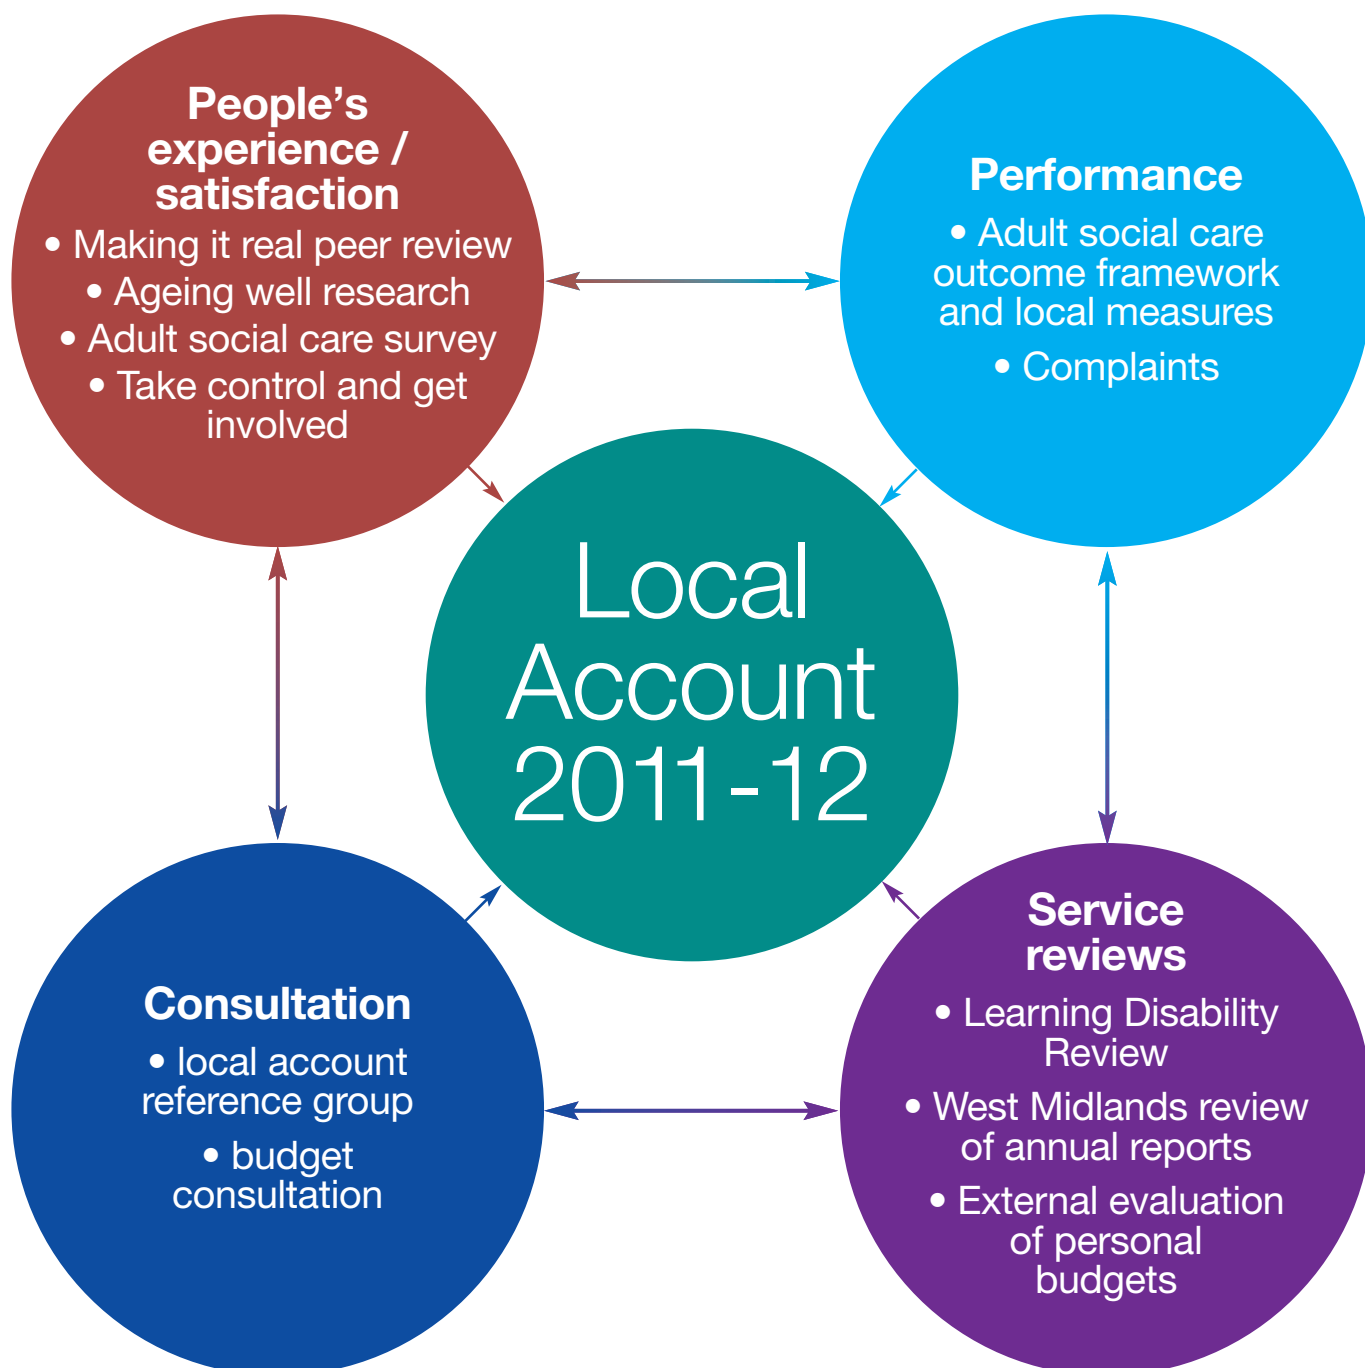 People’s
experience /
satisfaction
• Making it real peer review
• Ageing well research
• Adult social care survey
• Take control and get
involved
Performance
• Adult social care
outcome framework
and local measures
• Complaints
Local
Account
2011-12
Consultation
• local account
reference group
• budget
consultation
Service
reviews
• Learning Disability
Review
• West Midlands review
of annual reports
• External evaluation
of personal
budgets